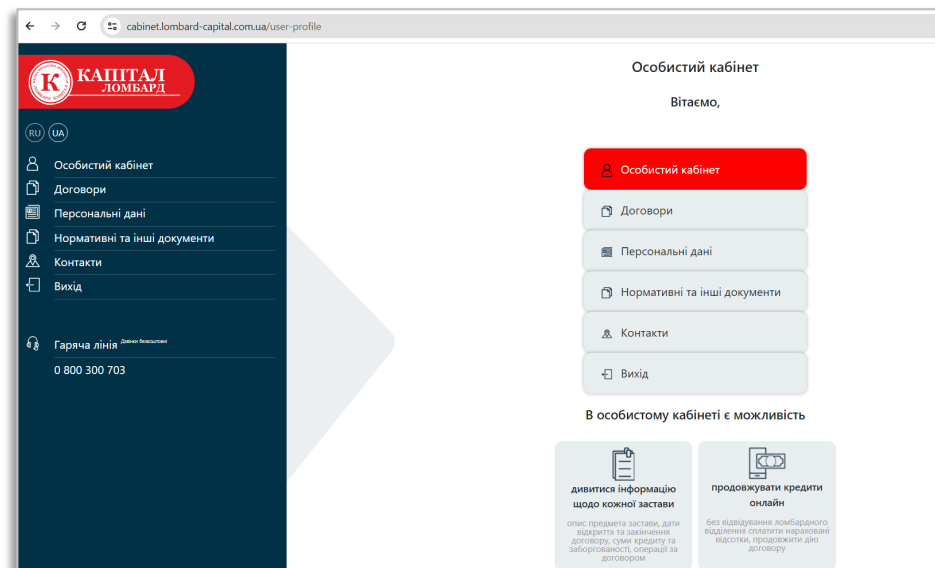 cabinet.lombard-capital.com.ua/user-profile
КАПІТАЛ
ЛОМБАРД
RU UA
Особистий кабінет
Договори
Персональні дані
Нормативні та інші документи
Контакти
Вихід
Гаряча лінія Дзвінки безкоштовні
0 800 300 703
Особистий кабінет
Вітаємо,
Особистий кабінет
Договори
Персональні дані
Нормативні та інші документи
Контакти
Вихід
В особистому кабінеті є можливість
дивитися інформацію
щодо кожної застави
опис предмета застави, дати
відкриття та закінчення
договору, суми кредиту та
заборгованості, операції за
договором
продовжувати кредити
онлайн
без відвідування ломбардного
відділення сплатити нараховані
відсотки, продовжити дію
договору